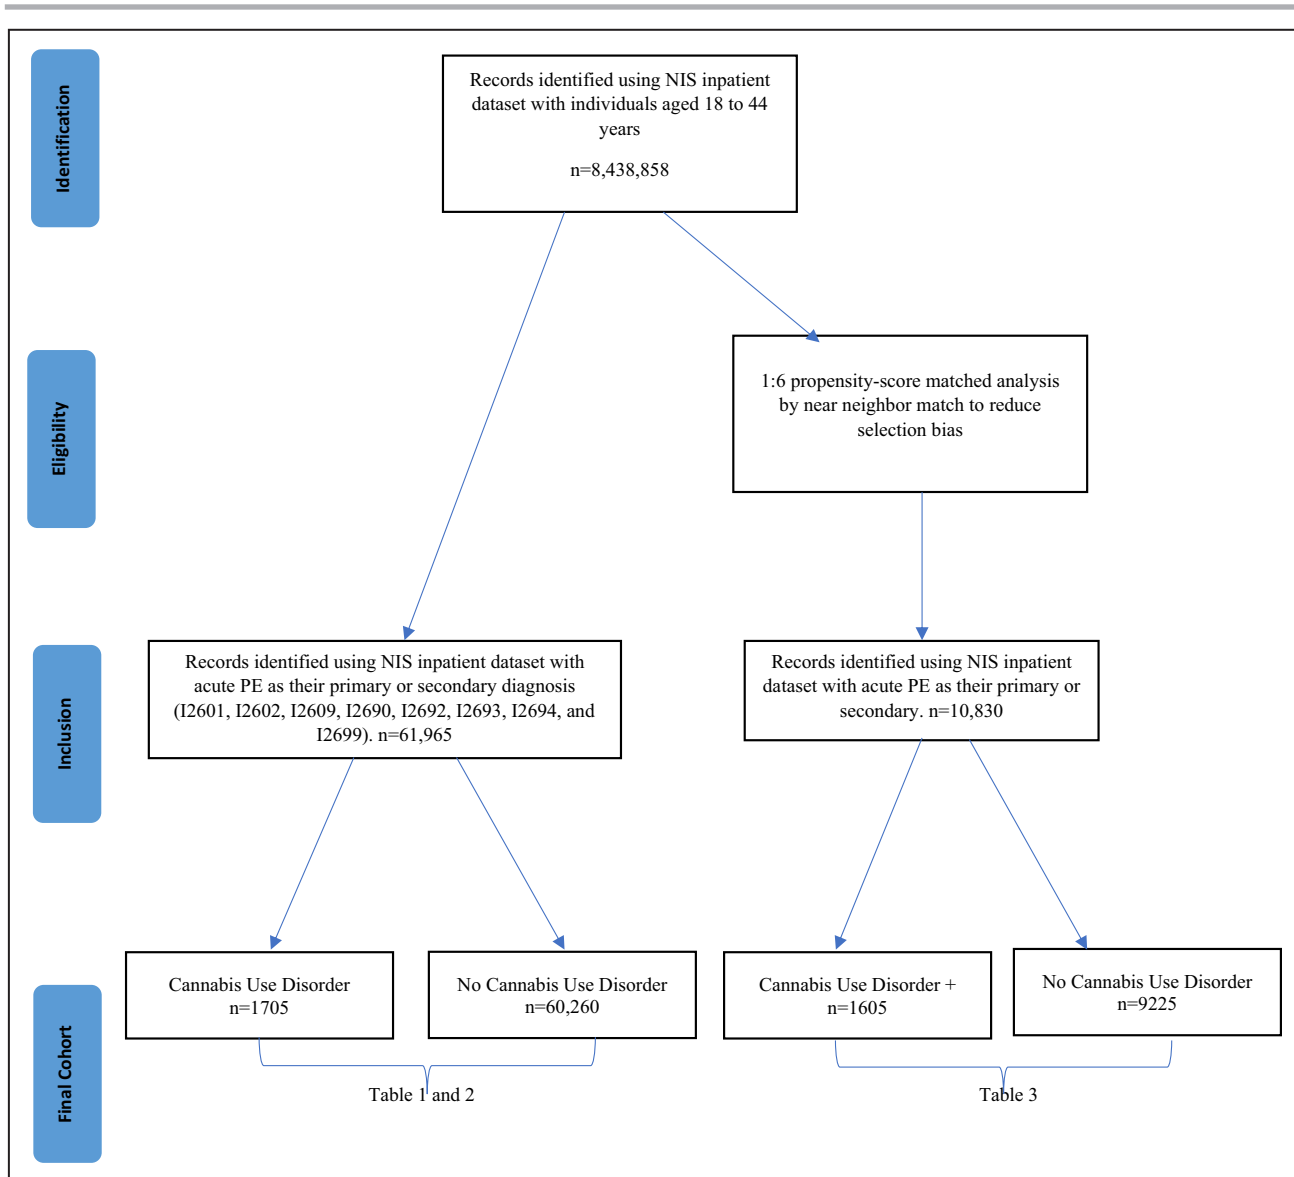 Identification
Records identified using NIS inpatient
dataset with individuals aged 18 to 44
years
n=8,438,858
Eligibility
1:6 propensity-score matched analysis
by near neighbor match to reduce
selection bias
Inclusion
Records identified using NIS inpatient dataset with
acute PE as their primary or secondary diagnosis
(I2601, I2602, I2609, I2690, I2692, I2693, I2694, and
I2699). n=61,965
Records identified using NIS inpatient
dataset with acute PE as their primary or
secondary. n=10,830
Final Cohort
Cannabis Use Disorder
n=1705
No Cannabis Use Disorder
n=60,260
Cannabis Use Disorder +
n=1605
No Cannabis Use Disorder
n=9225
Table 1 and 2
Table 3